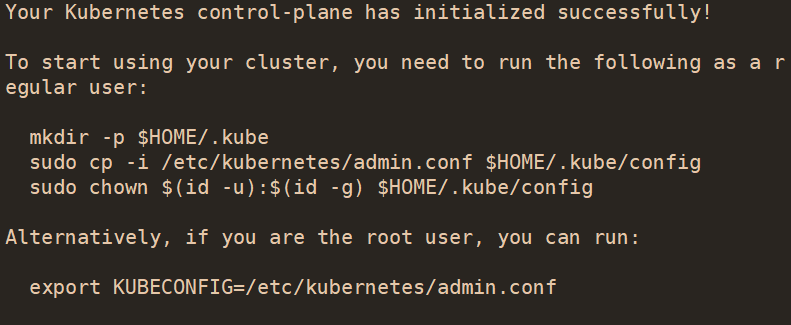 Your Kubernetes control-plane has initialized successfully!
To start using your cluster, you need to run the following as a r
egular user:
mkdir -p $HOME/.kube
sudo cp -i /etc/kubernetes/admin.conf $HOME/.kube/config
sudo chown $(id -u):$(id -g) $HOME/.kube/config
Alternatively, if you are the root user, you can run:
export KUBECONFIG=/etc/kubernetes/admin.conf